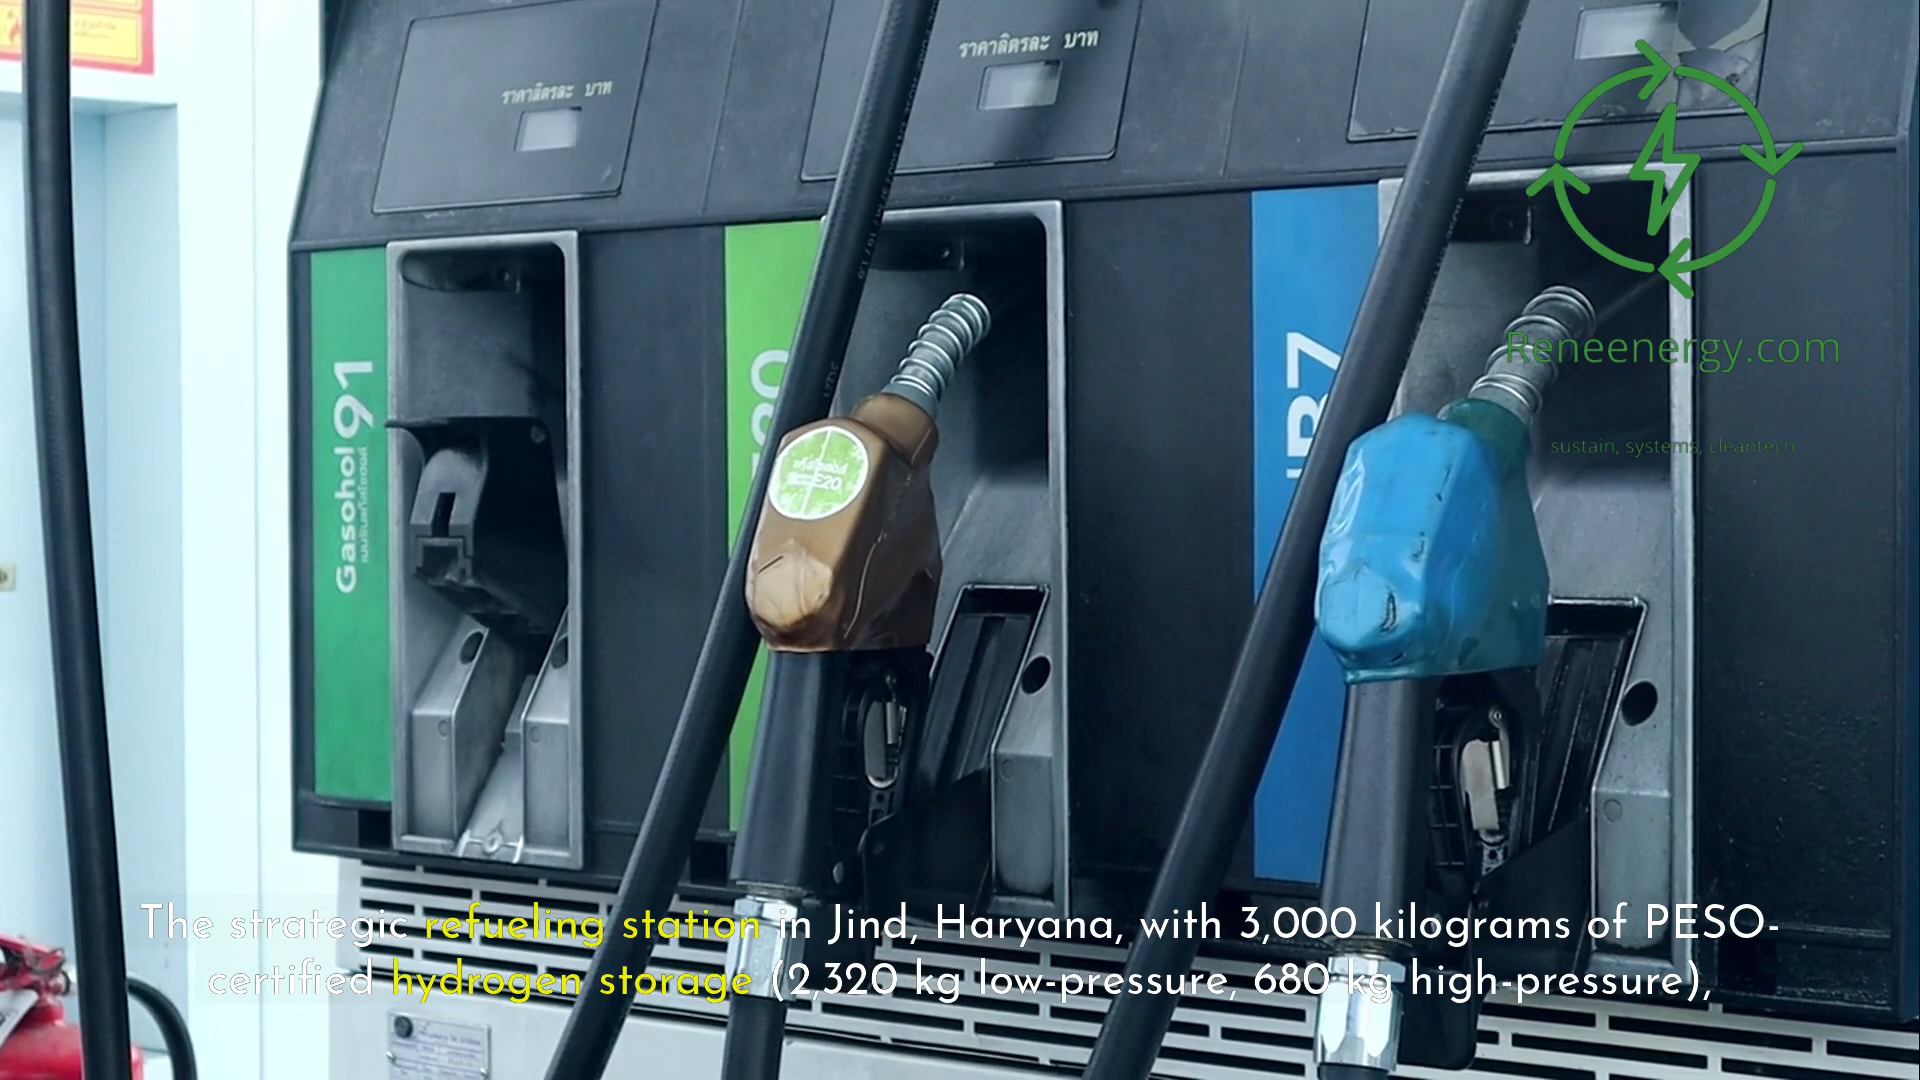 ราคาลิตรละ บาท
ราคาลิตรละ บาท
Gasohol 91
E20
B7
Reneenergy.com
sustain, systems, cleantech
The strategic refueling station in Jind, Haryana, with 3,000 kilograms of PESO-
certified hydrogen storage (2,320 kg low-pressure, 680 kg high-pressure),